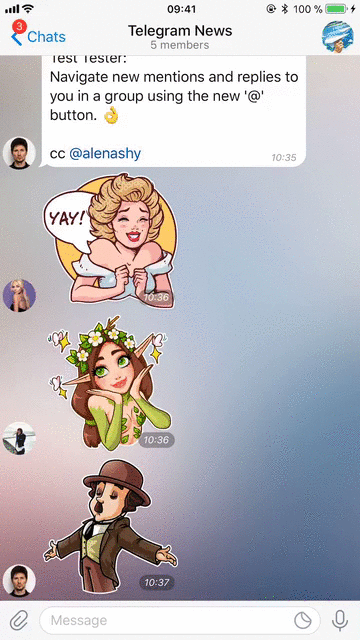 09:41
100 %
3
Chats
Telegram News
5 members
Test Tester:
Navigate new mentions and replies to
you in a group using the new '@'
button. 👌
cc @alenashy
10:35
YAY!
10:36
10:36
10:37
Message